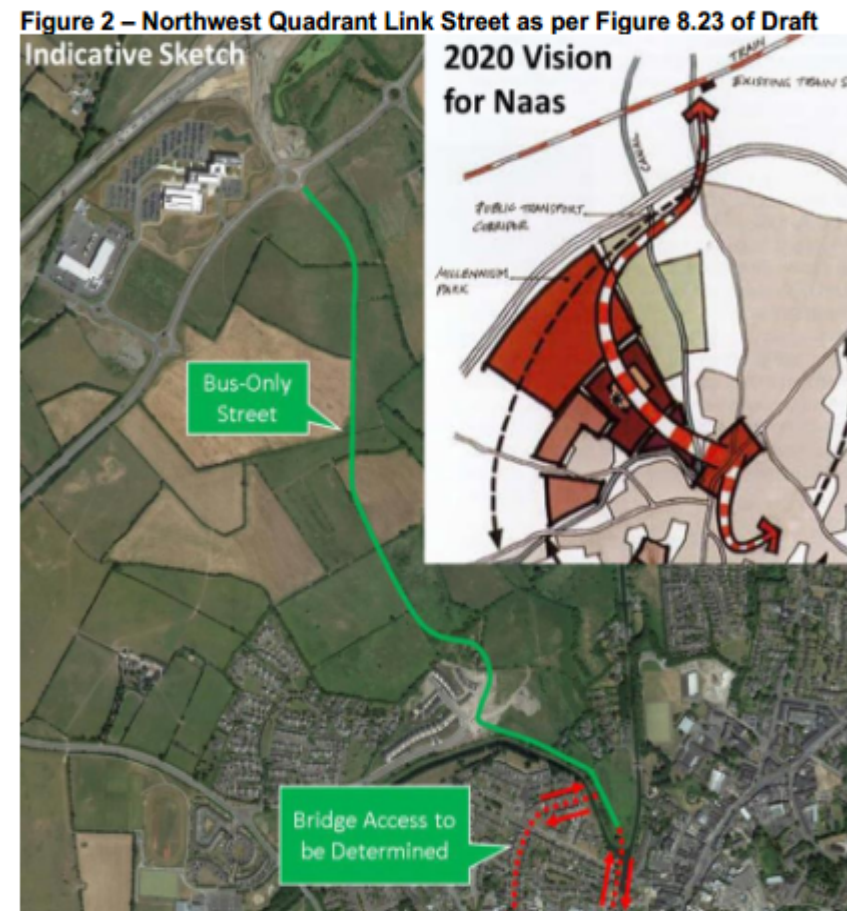 Figure 2 – Northwest Quadrant Link Street as per Figure 8.23 of Draft
Indicative Sketch
2020 Vision
for Naas
TRAIN
EXISTING TRAIN S
CANAL
PUBLIC TRANSPORT
CORRIDOR
MILLENNIUM
PARK
Bus-Only
Street
Bridge Access to
be Determined